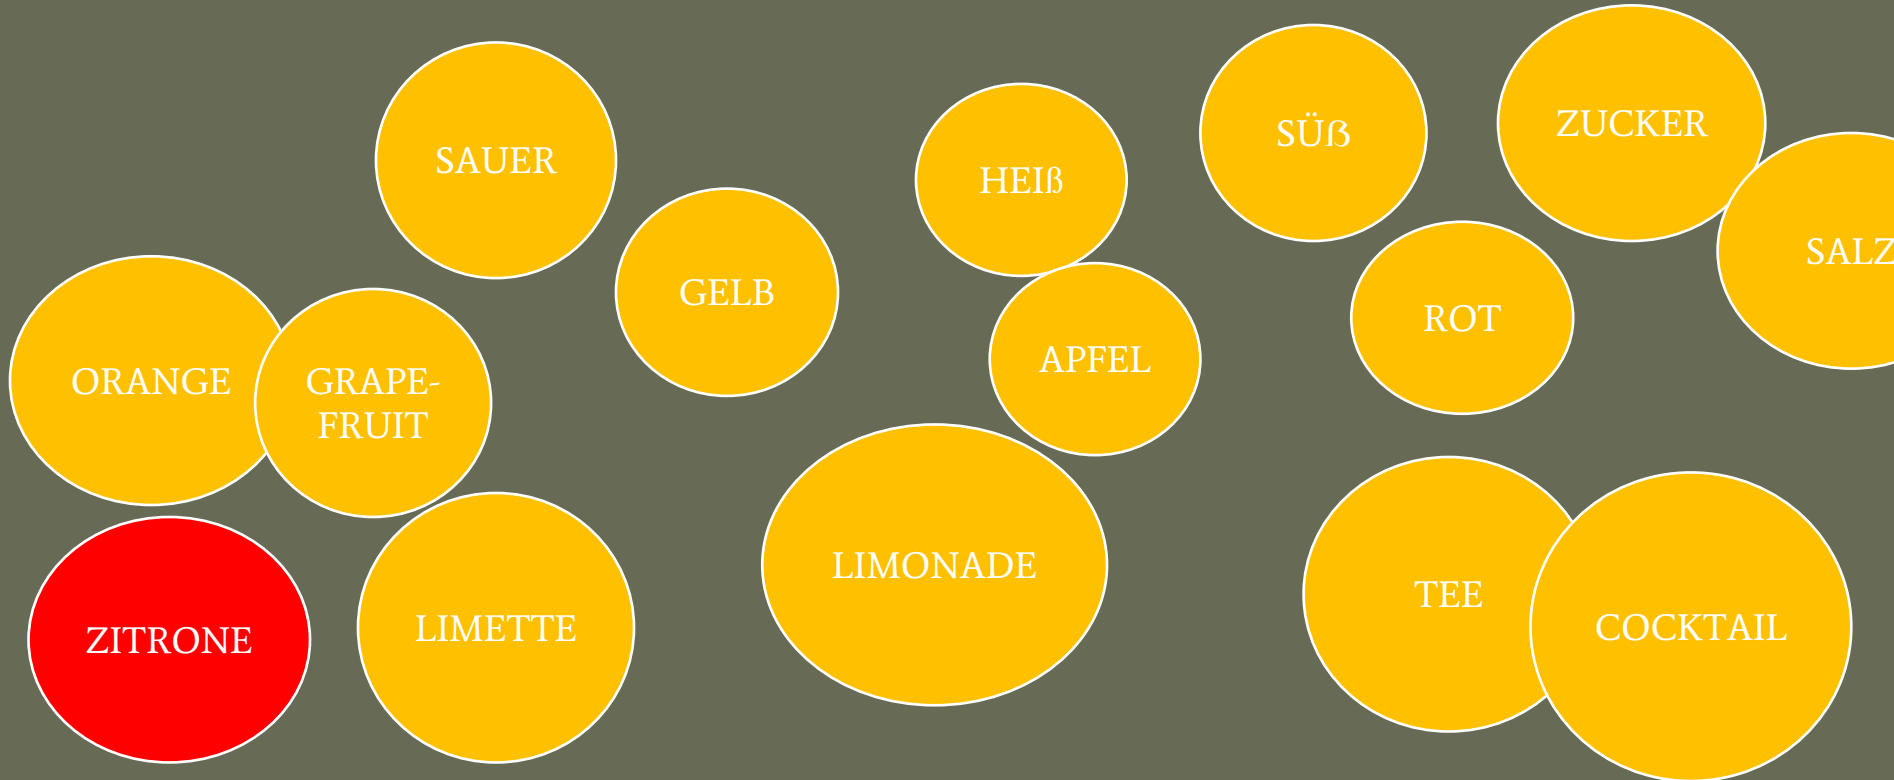 SAUER
HEIß
SÜß
ZUCKER
SALZ
GELB
ROT
APFEL
ORANGE
GRAPE-
FRUIT
LIMONADE
TEE
COCKTAIL
ZITRONE
LIMETTE